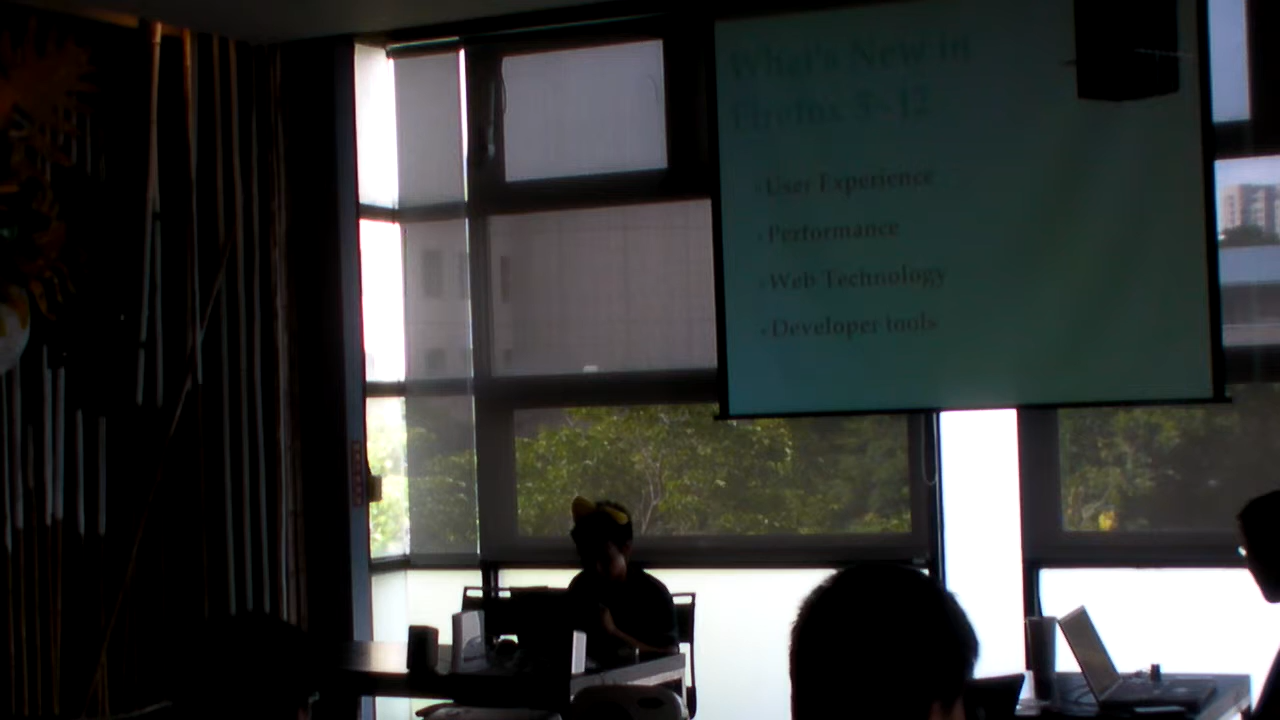 What's New in
Firefox 5~12
·User Experience
·Performance
·Web Technology
·Developer tools